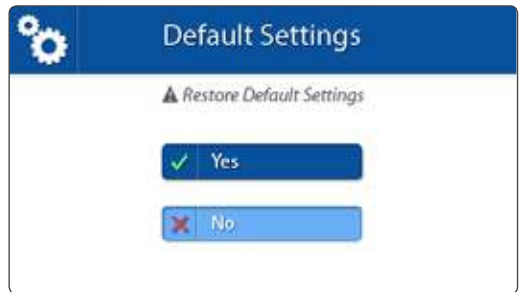 Default Settings
Restore Default Settings
Yes
No